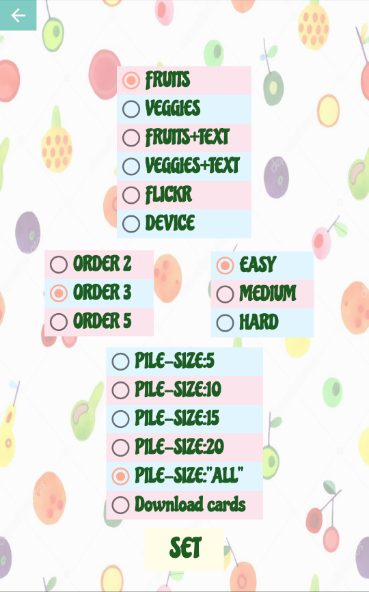 FRUITS
VEGGIES
FRUITS+TEXT
VEGGIES+TEXT
FLICKR
DEVICE
ORDER 2
ORDER 3
ORDER 5
EASY
MEDIUM
HARD
PILE-SIZE:5
PILE-SIZE:10
PILE-SIZE:15
PILE-SIZE:20
PILE-SIZE:"ALL"
Download cards
SET